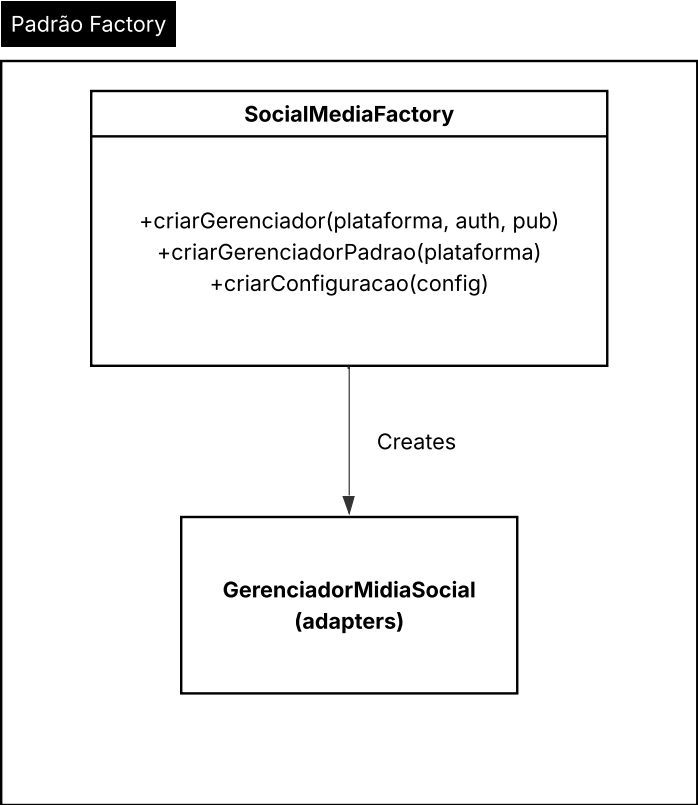 Padrão Factory
SocialMediaFactory
+criarGerenciador(plataforma, auth, pub)
+criarGerenciadorPadrao(plataforma)
+criarConfiguracao(config)
Creates
GerenciadorMidiaSocial
(adapters)